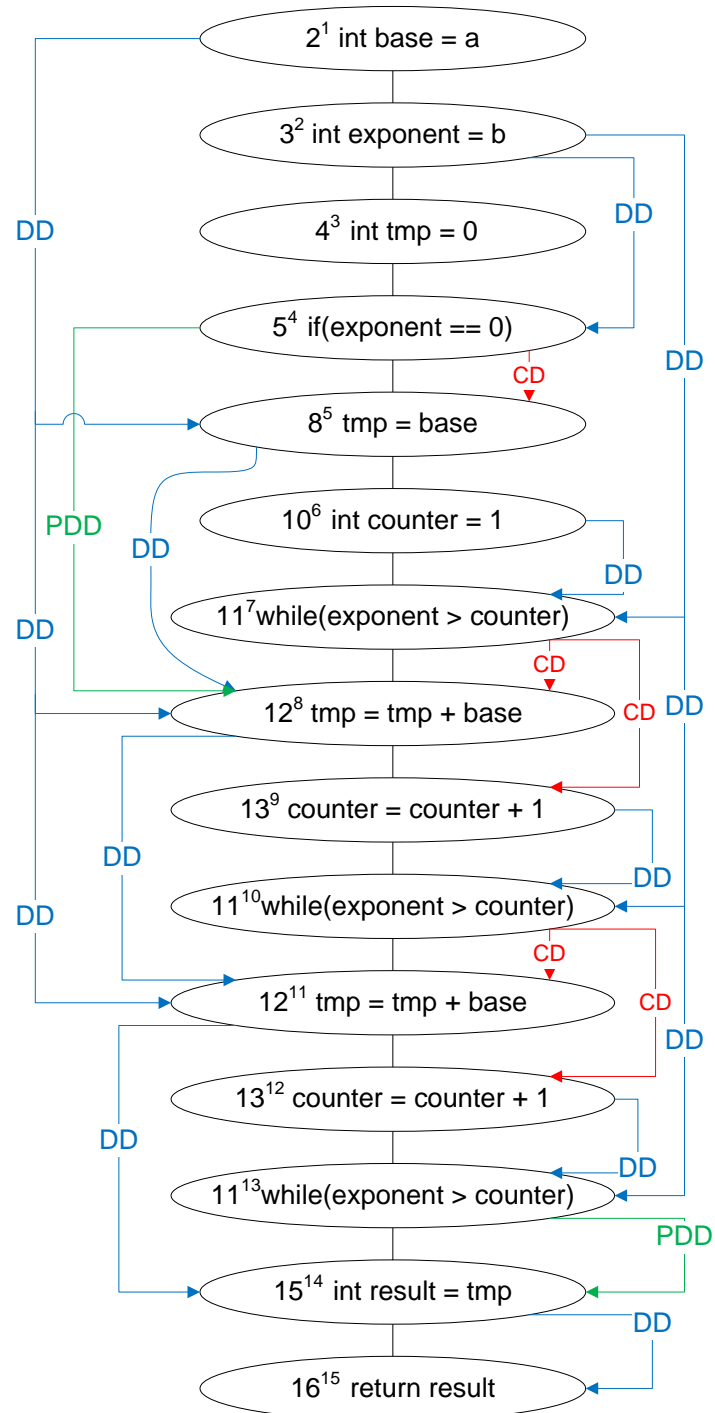 2¹ int base = a
3² int exponent = b
DD
DD
4³ int tmp = 0
5⁴ if(exponent == 0)
DD
CD
8⁵ tmp = base
PDD
10⁶ int counter = 1
DD
DD
11⁷while(exponent > counter)
DD
CD
CD
DD
12⁸ tmp = tmp + base
13⁹ counter = counter + 1
DD
DD
11¹⁰while(exponent > counter)
DD
CD
CD
12¹¹ tmp = tmp + base
DD
13¹² counter = counter + 1
DD
DD
11¹³while(exponent > counter)
PDD
15¹⁴ int result = tmp
DD
16¹⁵ return result